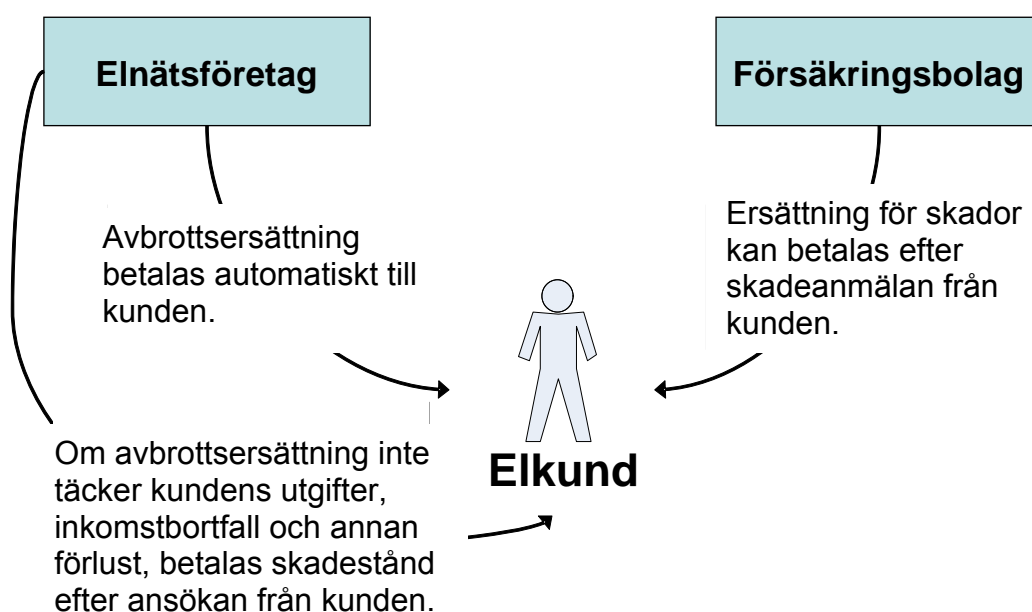 Elnätsföretag
Försäkringsbolag
Avbrottsersättning
betalas automatiskt till
kunden.
Ersättning för skador
kan betalas efter
skadeanmälan från
kunden.
Elkund
Om avbrottsersättning inte
täcker kundens utgifter,
inkomstbortfall och annan
förlust, betalas skadestånd
efter ansökan från kunden.